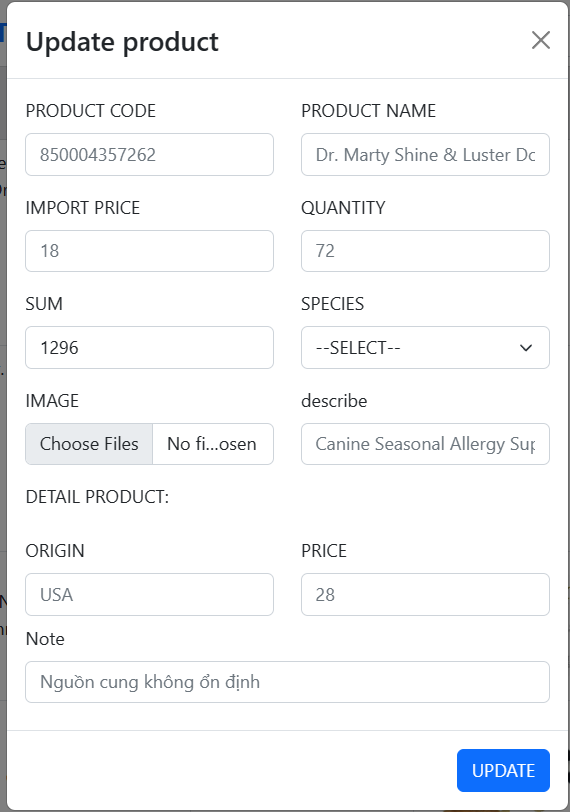 Update product
PRODUCT CODE
PRODUCT NAME
850004357262
Dr. Marty Shine & Luster Do
IMPORT PRICE
QUANTITY
18
72
SUM
SPECIES
1296
--SELECT--
IMAGE
describe
Choose Files
No fi...osen
Canine Seasonal Allergy Sup
DETAIL PRODUCT:
ORIGIN
PRICE
USA
28
Note
Nguồn cung không ổn định
UPDATE